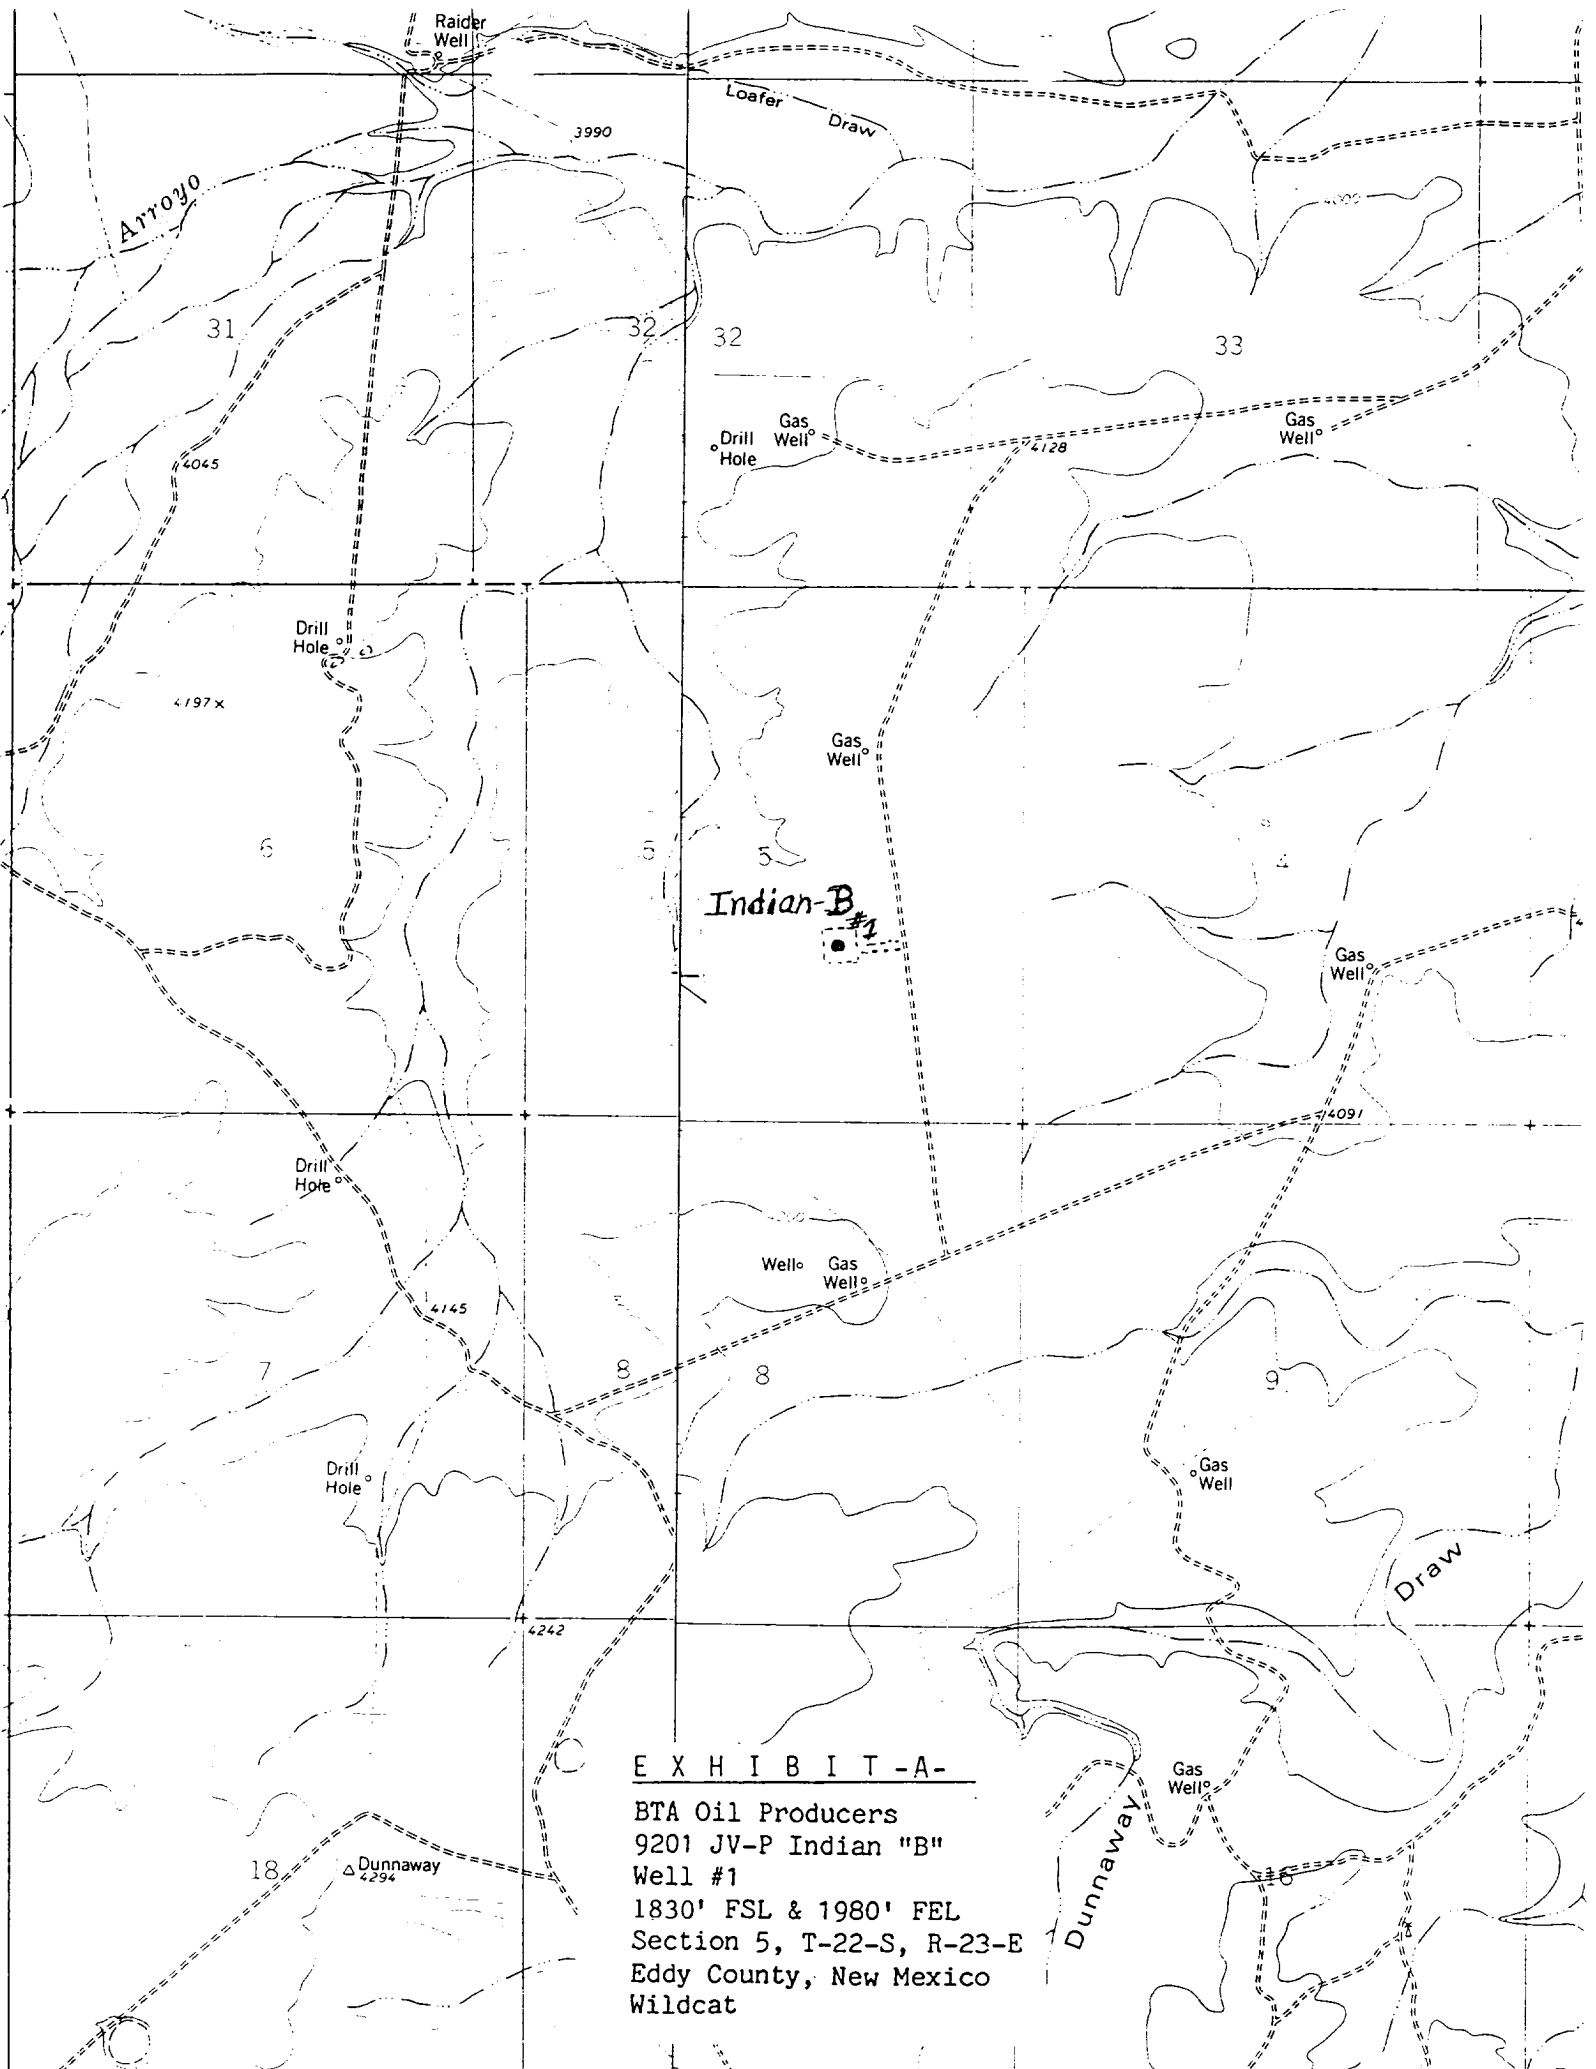 Raider
Well
Loafer
Draw
3990
Arroyo
4000
31
32
32
33
Drill
Hole
Gas
Well
4128
Gas
Well
4045
Drill
Hole
4197 x
Gas
Well
6
5
5
4
Indian-B
#1
Gas
Well
4091
Drill
Hole
Well
Gas
Well
4145
7
8
8
9
Drill
Hole
Gas
Well
Draw
4242
E X H I B I T -A-
BTA Oil Producers
9201 JV-P Indian "B"
Well #1
1830' FSL & 1980' FEL
Section 5, T-22-S, R-23-E
Eddy County, New Mexico
Wildcat
Gas
Well
Dunnaway
18
Dunnaway
4294
16